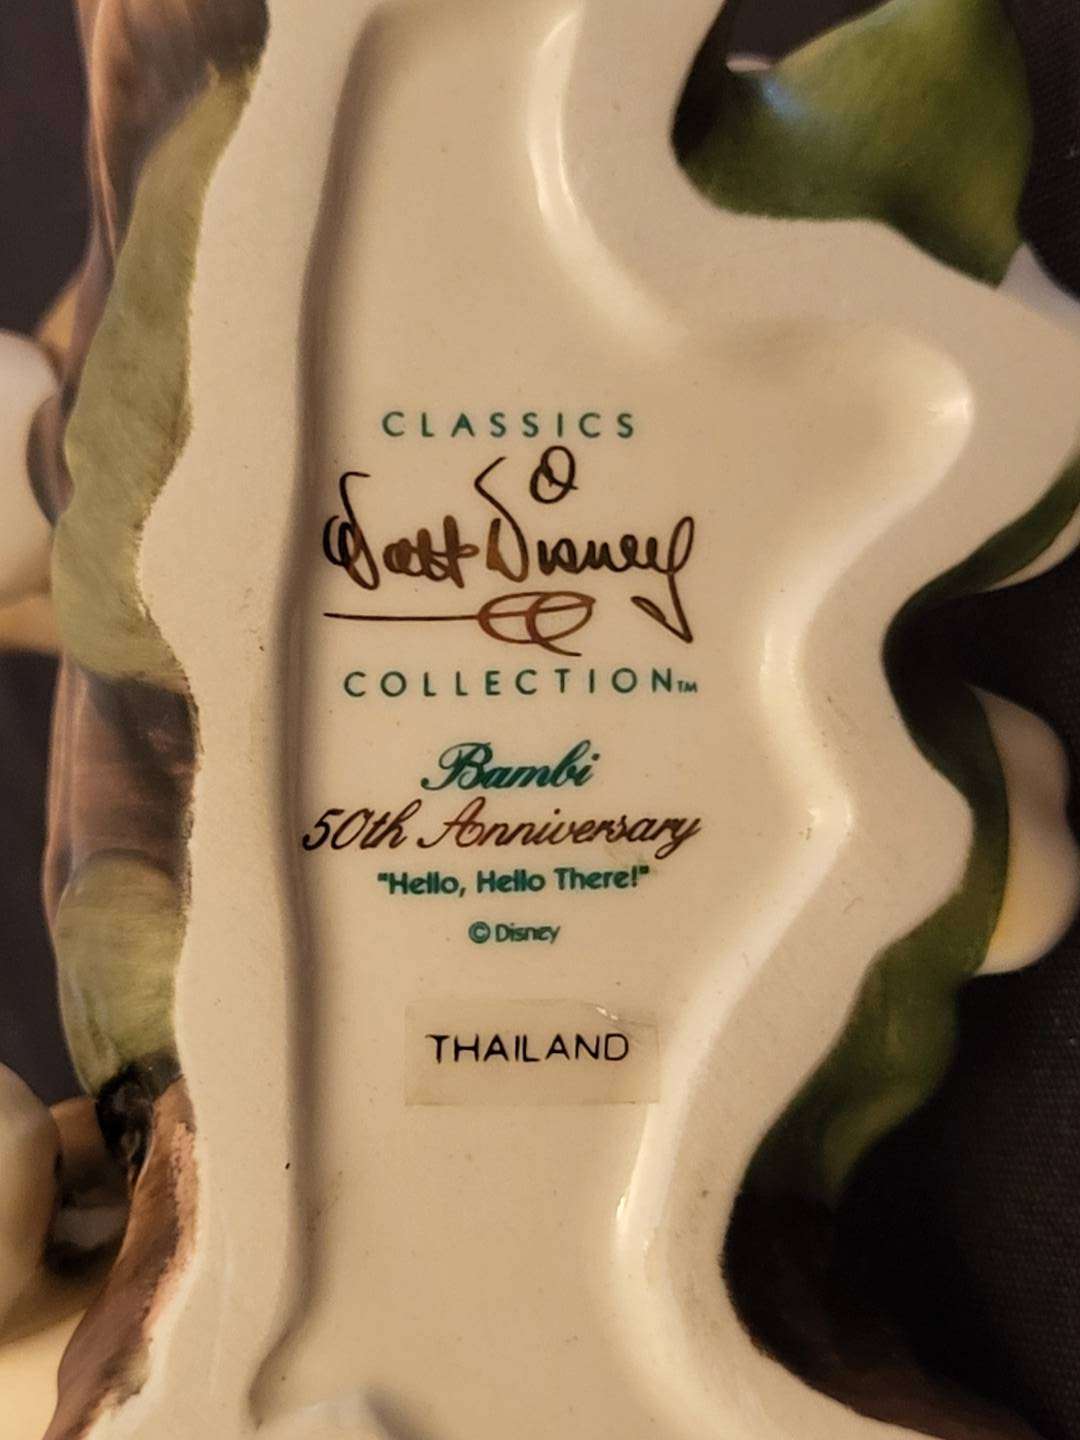 CLASSICS
Walt Disney
COLLECTION™
Bambi
50th Anniversary
"Hello, Hello There!"
© Disney
THAILAND